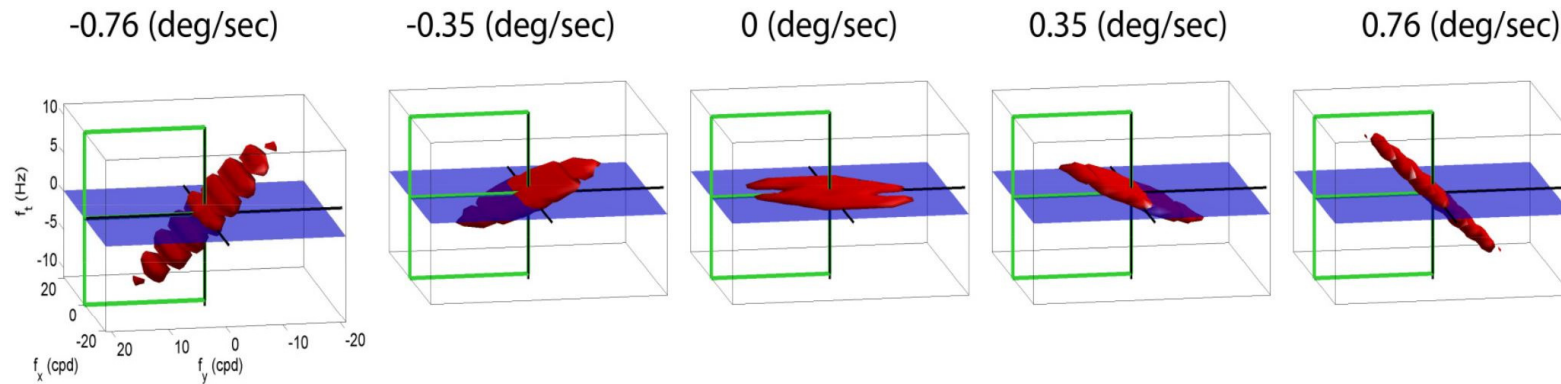 -0.76 (deg/sec) -0.35 (deg/sec) 0 (deg/sec) 0.35 (deg/sec) 0.76 (deg/sec)
10
5
0
-5
-10
f_t (Hz)
20
0
-20
f_x (cpd)
20 10 0 -10 -20
f_y (cpd)